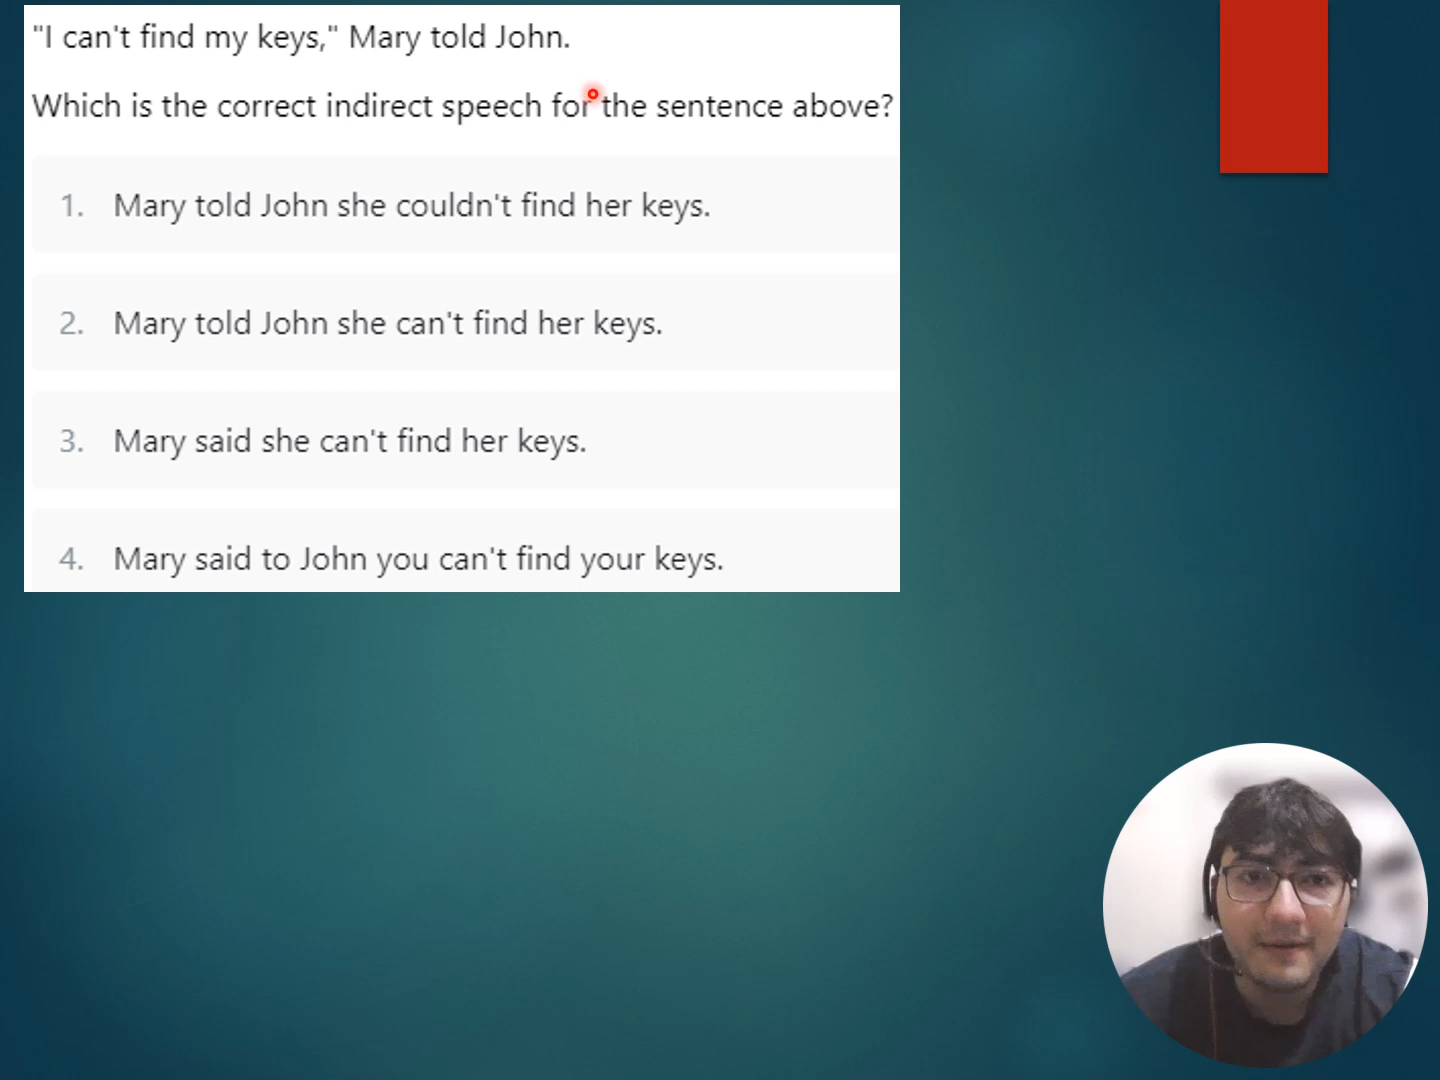 "I can't find my keys," Mary told John.
Which is the correct indirect speech for the sentence above?
1. Mary told John she couldn't find her keys.
2. Mary told John she can't find her keys.
3. Mary said she can't find her keys.
4. Mary said to John you can't find your keys.